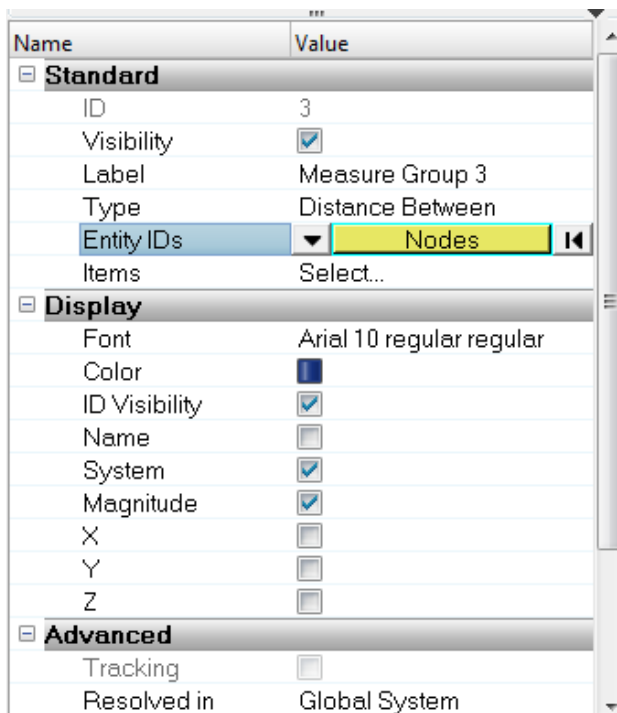 Name Value
Standard
ID 3
Visibility
Label Measure Group 3
Type Distance Between
Entity IDs Nodes
Items Select...
Display
Font Arial 10 regular regular
Color
ID Visibility
Name
System
Magnitude
X
Y
Z
Advanced
Tracking
Resolved in Global System